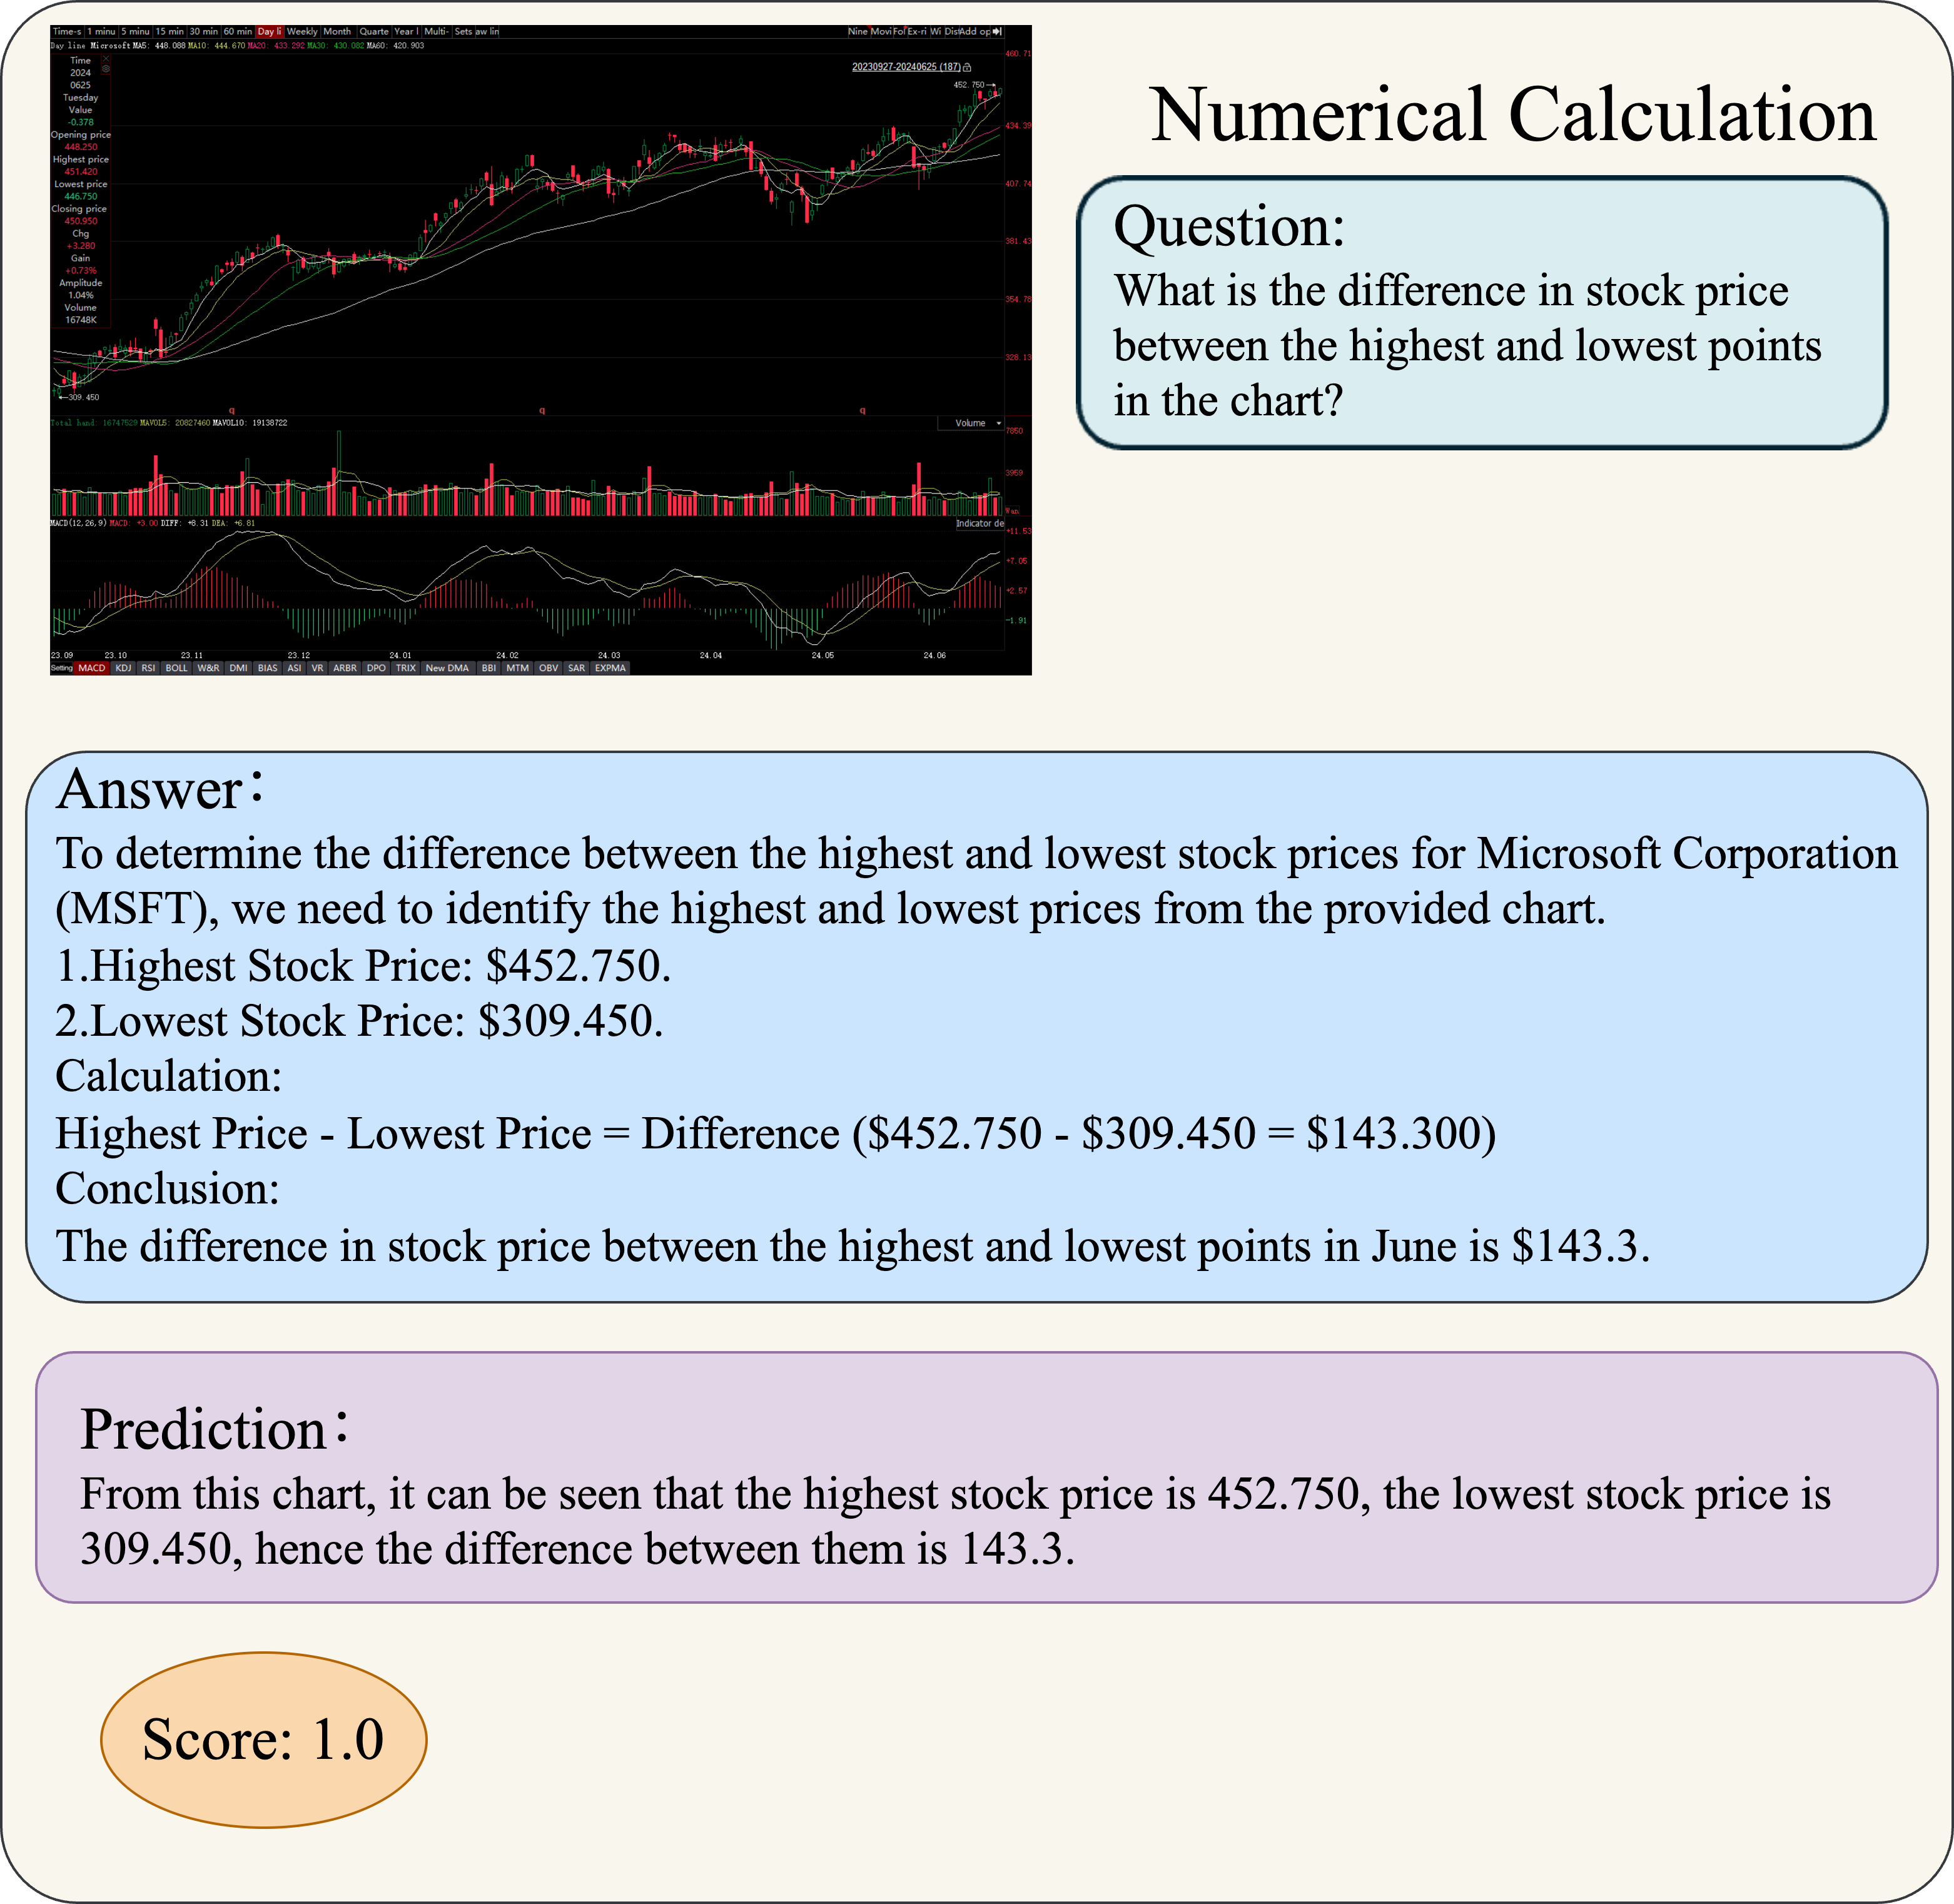 Time-s 1 minu 5 minu 15 min 30 min 60 min Day li Weekly Month Quarte Year l Multi- Sets aw lin
Nine Movi Fol Ex-ri Wi Dist Add op
Day line Microsoft MA5: 448.088 MA10: 444.670 MA20: 433.292 MA30: 430.082 MA60: 420.903
Time
2024
0625
Tuesday
Value
-0.378
Opening price
448.250
Highest price
451.420
Lowest price
446.750
Closing price
450.950
Chg
+3.280
Gain
+0.73%
Amplitude
1.04%
Volume
16748K
20230927-20240625 (187)
452.750
309.450
460.71
434.39
407.74
381.43
354.78
328.13
q q q
Total hand: 16747529 MAVOL5: 20827460 MAVOL10: 19138722
Volume
7850
3959
Wan
MACD(12,26,9) MACD: +3.00 DIFF: +8.31 DEA: +6.81
Indicator de
+11.53
+7.05
+2.57
-1.91
23.09 23.10 23.11 23.12 24.01 24.02 24.03 24.04 24.05 24.06
Setting MACD KDJ RSI BOLL W&R DMI BIAS ASI VR ARBR DPO TRIX New DMA BBI MTM OBV SAR EXPMA
Numerical Calculation
Question:
What is the difference in stock price
between the highest and lowest points
in the chart?
Answer：
To determine the difference between the highest and lowest stock prices for Microsoft Corporation
(MSFT), we need to identify the highest and lowest prices from the provided chart.
1.Highest Stock Price: $452.750.
2.Lowest Stock Price: $309.450.
Calculation:
Highest Price - Lowest Price = Difference ($452.750 - $309.450 = $143.300)
Conclusion:
The difference in stock price between the highest and lowest points in June is $143.3.
Prediction：
From this chart, it can be seen that the highest stock price is 452.750, the lowest stock price is
309.450, hence the difference between them is 143.3.
Score: 1.0